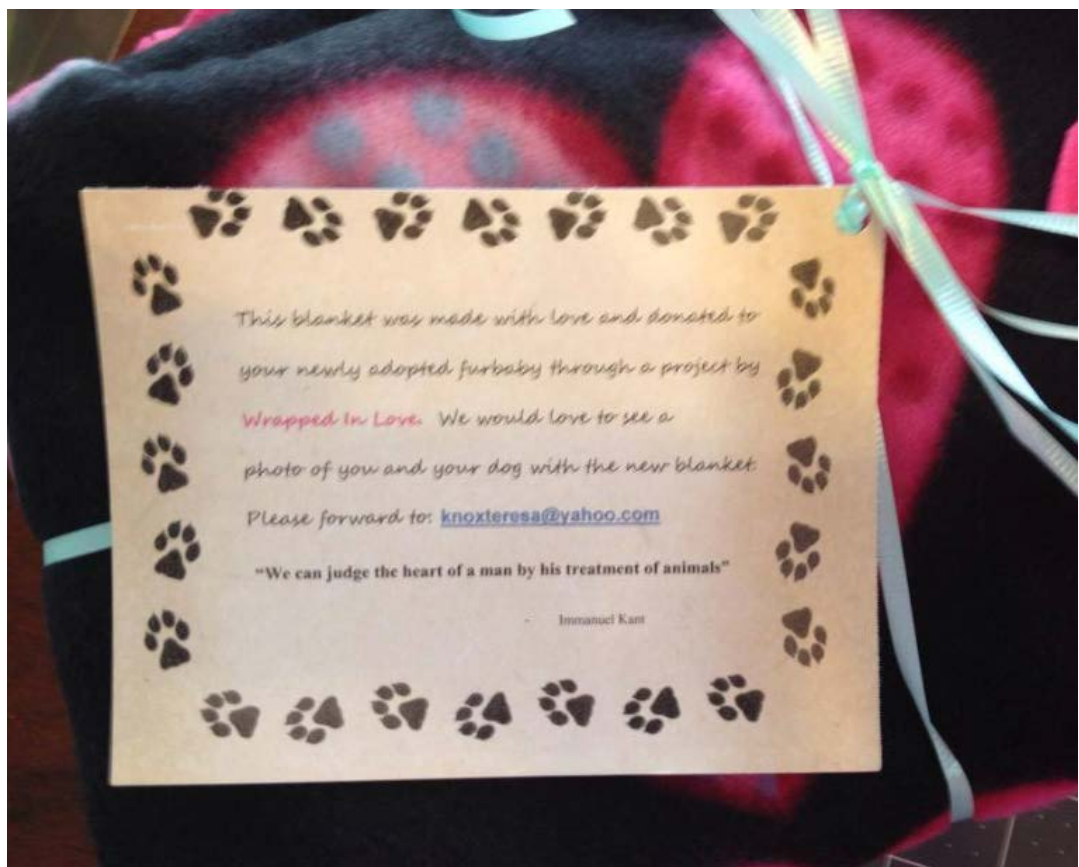 This blanket was made with love and donated to
your newly adopted furbaby through a project by
Wrapped In Love. We would love to see a
photo of you and your dog with the new blanket.
Please forward to: knoxteresa@yahoo.com
“We can judge the heart of a man by his treatment of animals”
- Immanuel Kant